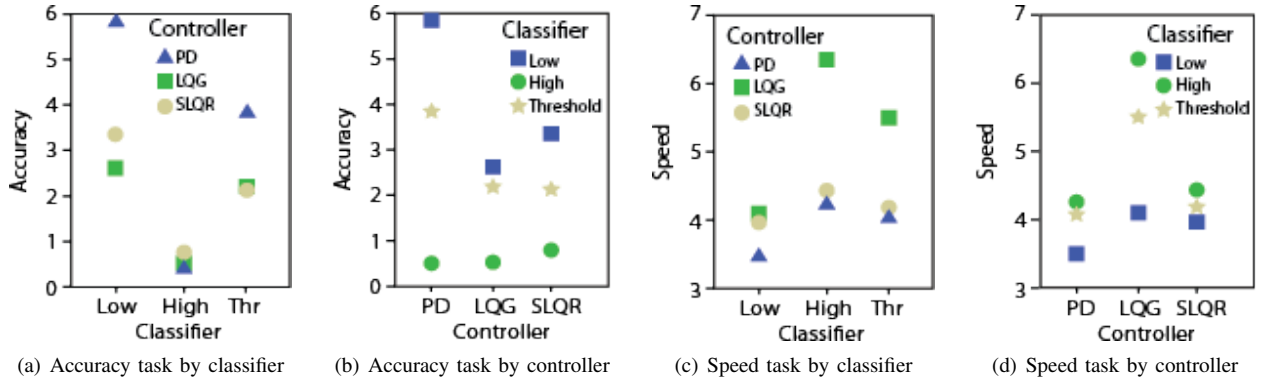 6
5
4
3
2
1
0
Accuracy
Controller
PD
LQG
SLQR
Low High Thr
Classifier
(a) Accuracy task by classifier
6
5
4
3
2
1
0
Accuracy
Classifier
Low
High
Threshold
PD LQG SLQR
Controller
(b) Accuracy task by controller
7
6
5
4
3
Speed
Controller
PD
LQG
SLQR
Low High Thr
Classifier
(c) Speed task by classifier
7
6
5
4
3
Speed
Classifier
Low
High
Threshold
PD LQG SLQR
Controller
(d) Speed task by controller